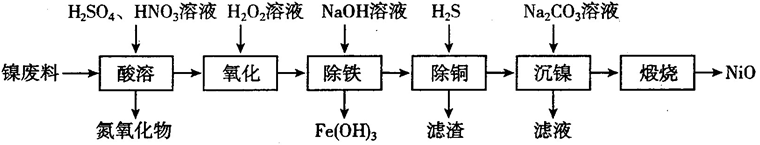 H₂SO₄、HNO₃溶液 H₂O₂溶液 NaOH溶液 H₂S Na₂CO₃溶液
镍废料 酸溶 氧化 除铁 除铜 沉镍 煅烧 NiO
氮氧化物 Fe(OH)₃ 滤渣 滤液